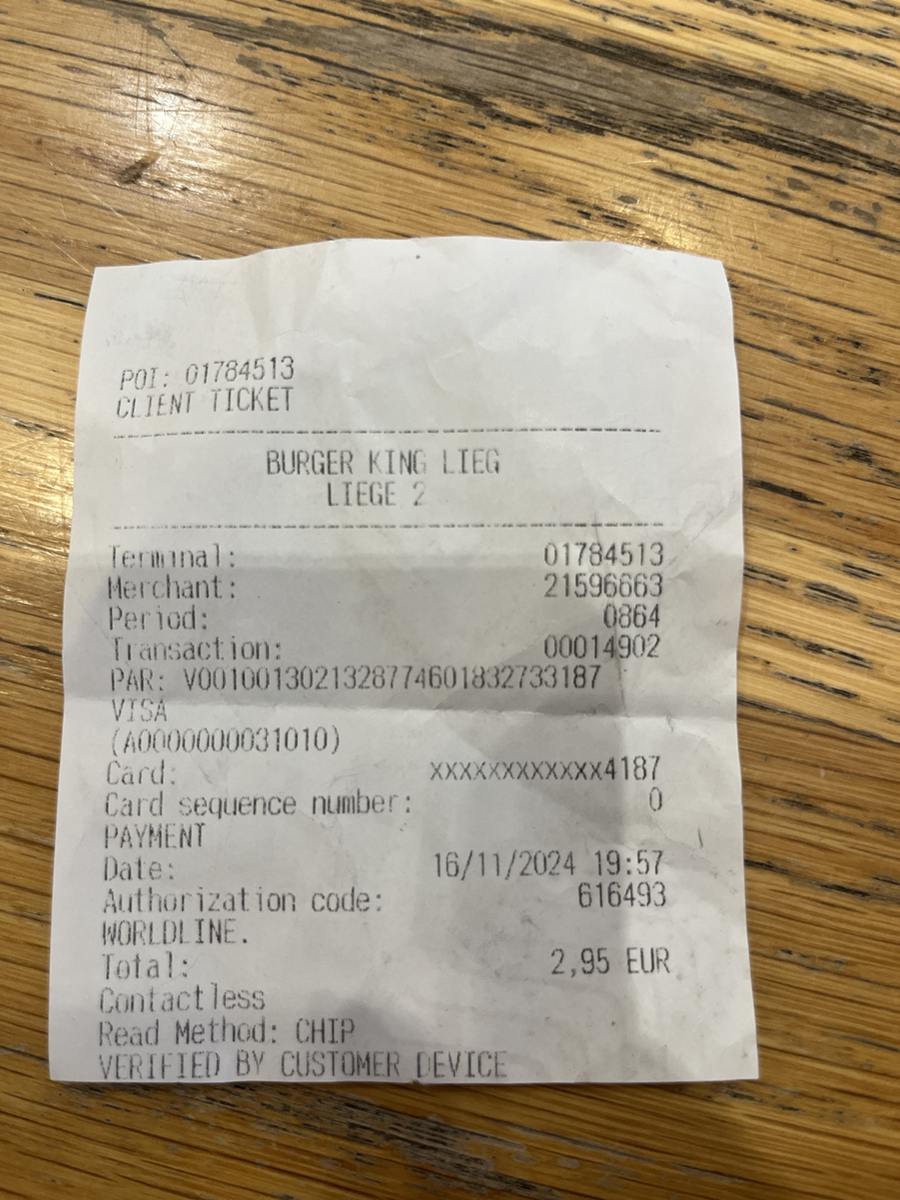 POI: 01784513
CLIENT TICKET
BURGER KING LIEG
LIEGE 2
Terminal: 01784513
Merchant: 21596663
Period: 0864
Transaction: 00014902
PAR: V0010013021328774601832733187
VISA
(A0000000031010)
Card: xxxxxxxxxxxx4187
Card sequence number: 0
PAYMENT
Date: 16/11/2024 19:57
Authorization code: 616493
WORLDLINE.
Total: 2,95 EUR
Contactless
Read Method: CHIP
VERIFIED BY CUSTOMER DEVICE